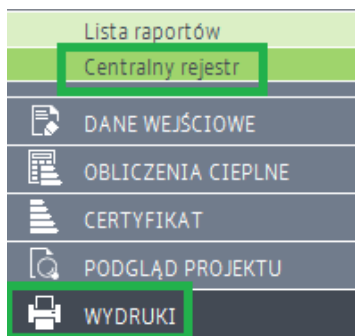 Lista raportów
Centralny rejestr
DANE WEJŚCIOWE
OBLICZENIA CIEPLNE
CERTYFIKAT
PODGLĄD PROJEKTU
WYDRUKI